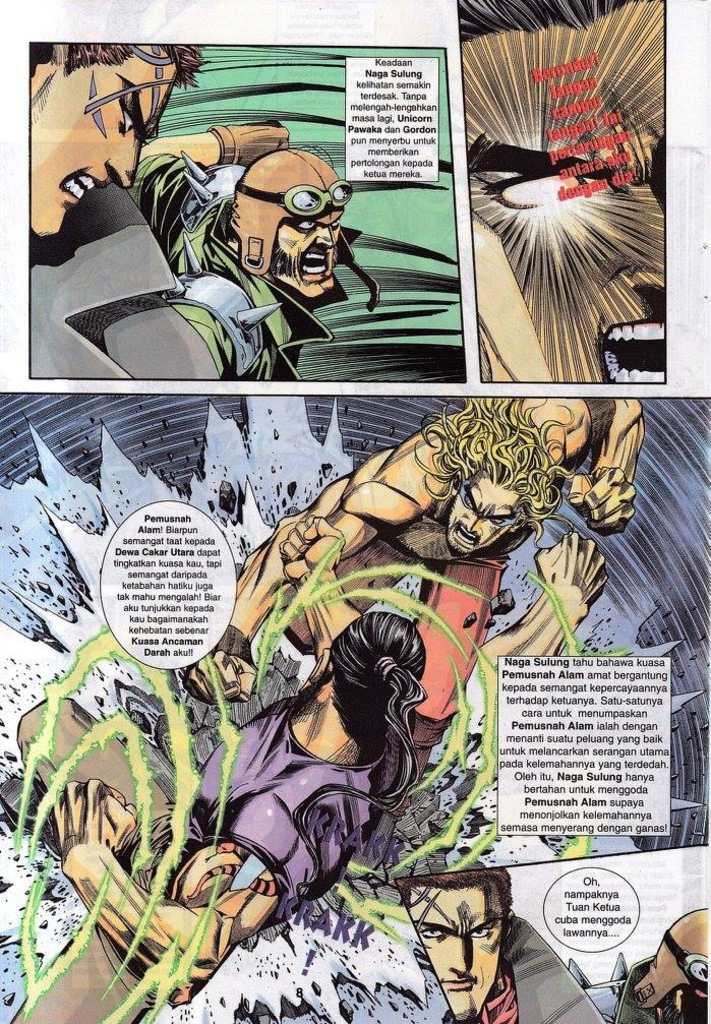 Keadaan
Naga Sulung
kelihatan semakin
terdesak. Tanpa
melengah-lengahkan
masa lagi, Unicorn
Pawaka dan Gordon
pun menyerbu untuk
memberikan
pertolongan kepada
ketua mereka.
jangan
antara aku
dengan dia!
Pemusnah
Alam! Biarpun
semangat taat kepada
Dewa Cakar Utara dapat
tingkatkan kuasa kau, tapi
semangat daripada
ketabahan hatiku juga
tak mahu mengalah! Biar
aku tunjukkan kepada
kau bagaimanakah
kehebatan sebenar
Kuasa Ancaman
Darah aku!!
Naga Sulung tahu bahawa kuasa
Pemusnah Alam amat bergantung
kepada semangat kepercayaannya
terhadap ketuanya. Satu-satunya
cara untuk menumpaskan
Pemusnah Alam ialah dengan
menanti suatu peluang yang baik
untuk melancarkan serangan utama
pada kelemahannya yang terdedah.
Oleh itu, Naga Sulung hanya
bertahan untuk menggoda
Pemusnah Alam supaya
menonjolkan kelemahannya
semasa menyerang dengan ganas!
KRAKK
KRAKK
!
Oh,
nampaknya
Tuan Ketua
cuba menggoda
lawannya....
8